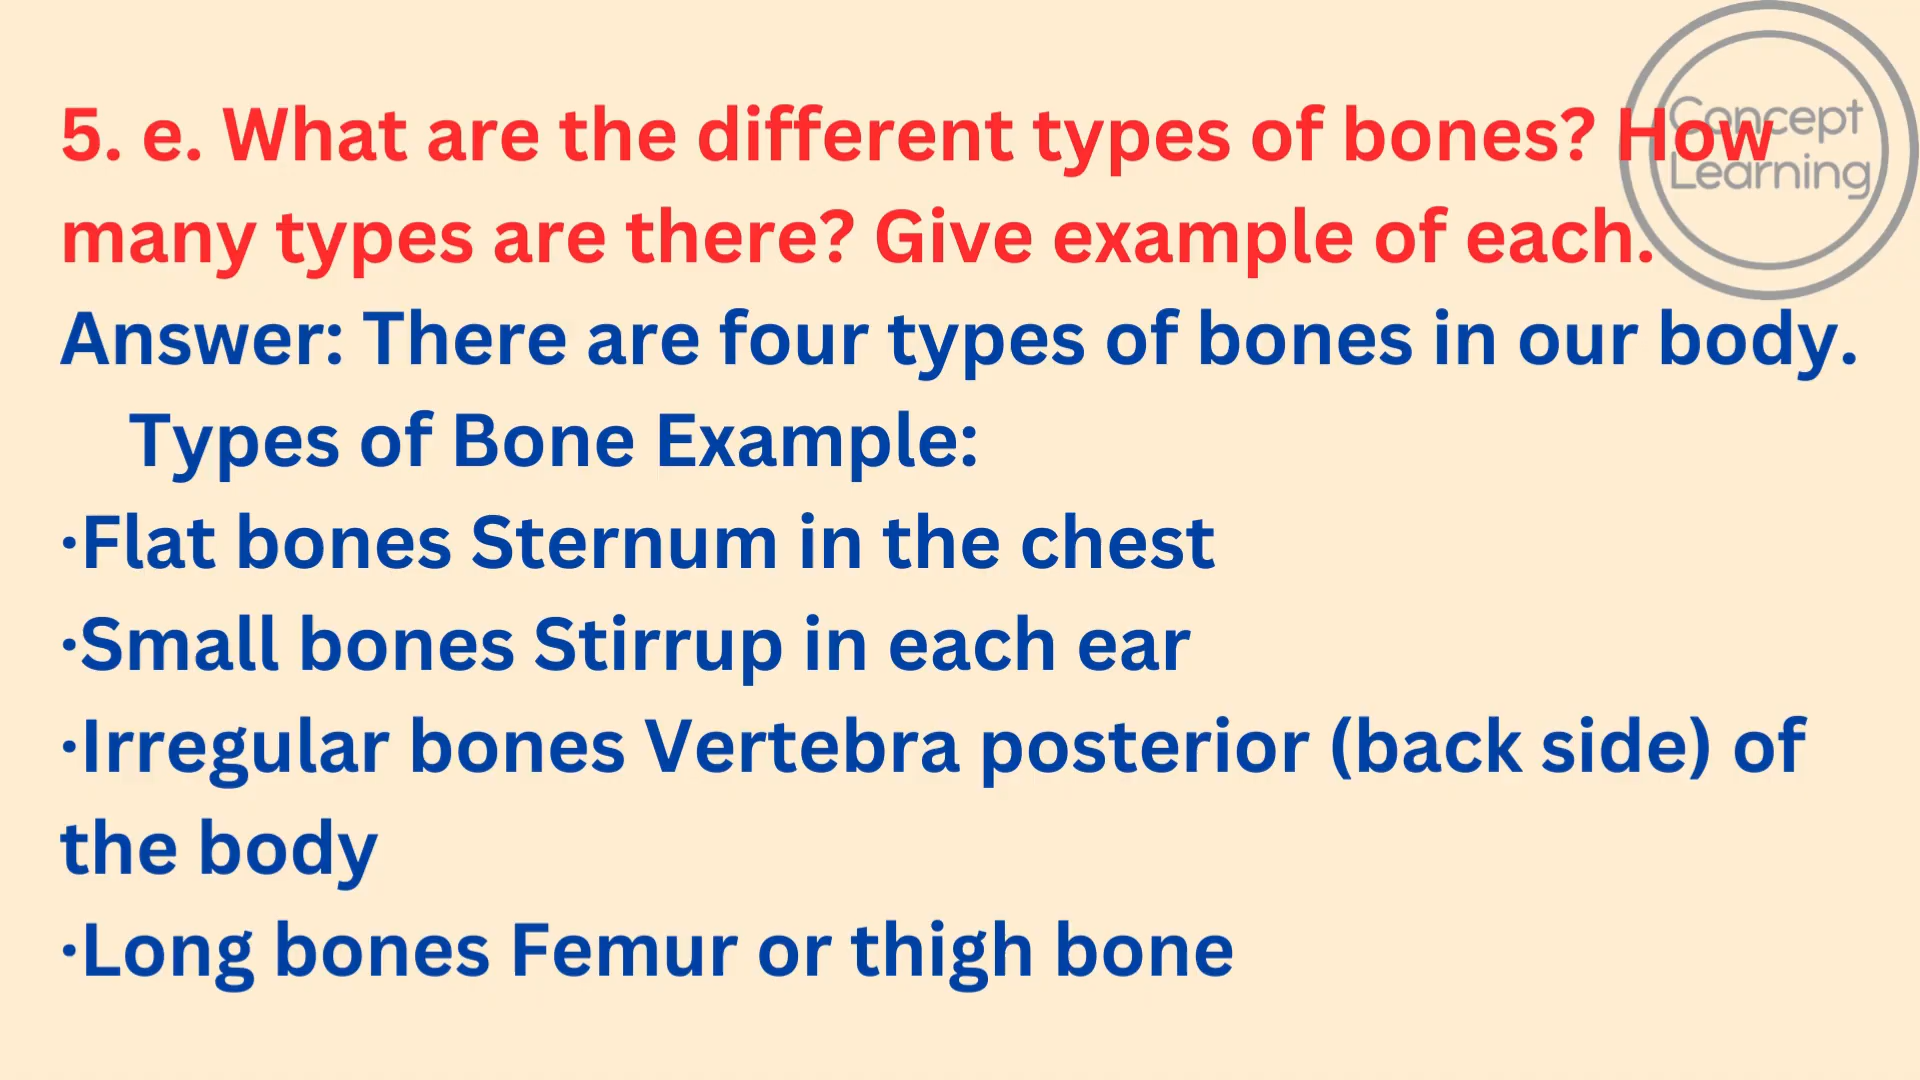 5. e. What are the different types of bones? How
many types are there? Give example of each.
Concept
Learning
Answer: There are four types of bones in our body.
Types of Bone Example:
·Flat bones Sternum in the chest
·Small bones Stirrup in each ear
·Irregular bones Vertebra posterior (back side) of
the body
·Long bones Femur or thigh bone